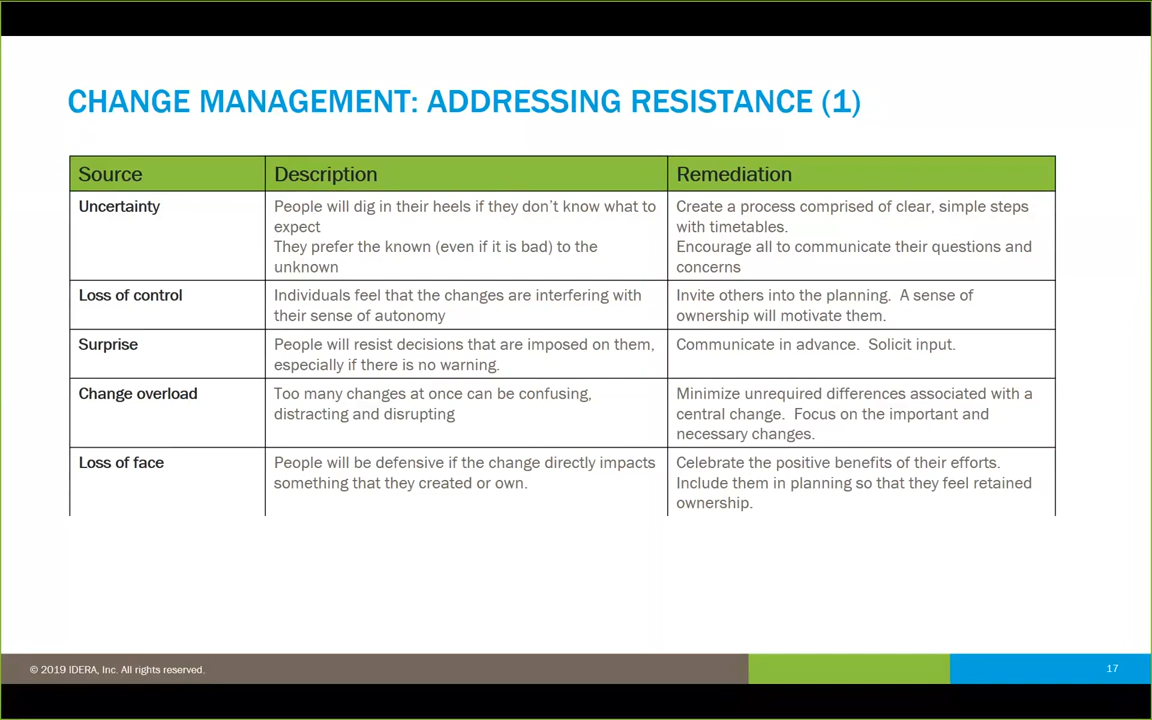 CHANGE MANAGEMENT: ADDRESSING RESISTANCE (1)
Source Description Remediation
Uncertainty
People will dig in their heels if they don't know what to
expect
They prefer the known (even if it is bad) to the
unknown
Create a process comprised of clear, simple steps
with timetables.
Encourage all to communicate their questions and
concerns
Loss of control
Individuals feel that the changes are interfering with
their sense of autonomy
Invite others into the planning. A sense of
ownership will motivate them.
Surprise
People will resist decisions that are imposed on them,
especially if there is no warning.
Communicate in advance. Solicit input.
Change overload
Too many changes at once can be confusing,
distracting and disrupting
Minimize unrequired differences associated with a
central change. Focus on the important and
necessary changes.
Loss of face
People will be defensive if the change directly impacts
something that they created or own.
Celebrate the positive benefits of their efforts.
Include them in planning so that they feel retained
ownership.
© 2019 IDERA, Inc. All rights reserved.
17